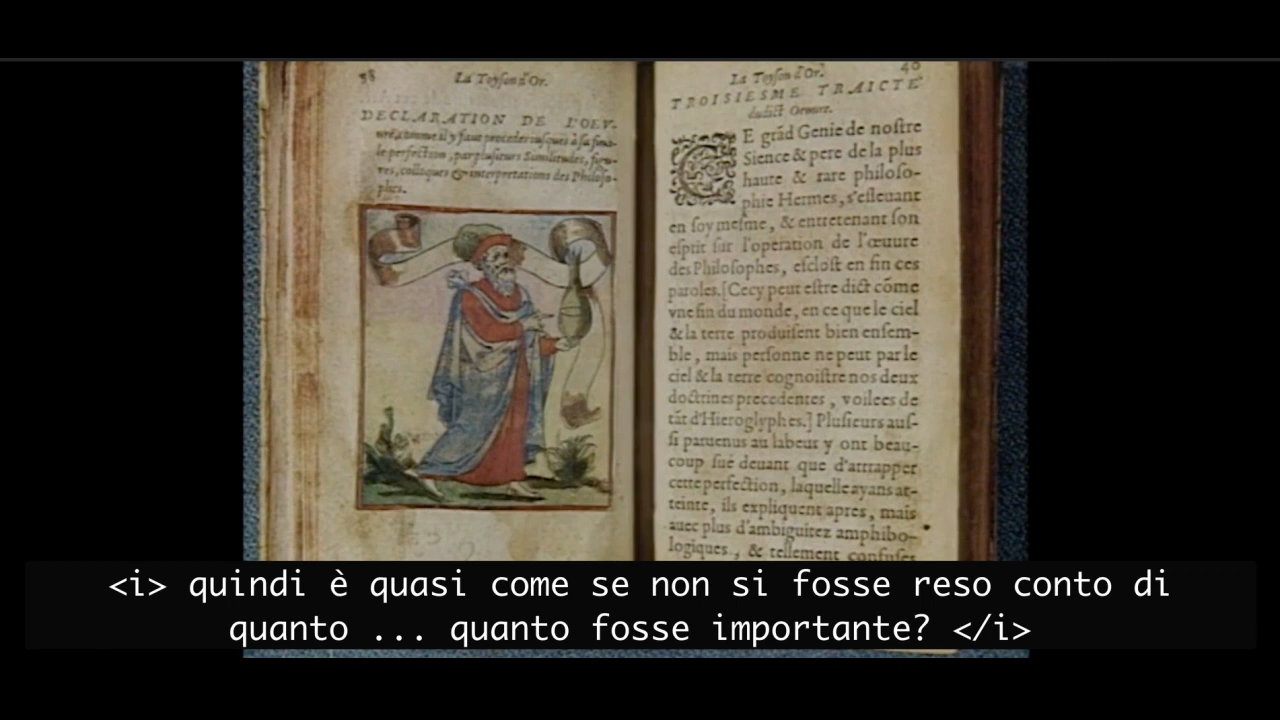 38
La Toyſon d'Or.
DECLARATION DE L'OEV-
ure, comme il y faut proceder iuſques à ſa fina-
le perfection, par pluſieurs Similitudes, figu-
res, colloques & interpretations des Philoſo-
phes.
La Toyſon d'Or. 40
TROISIESME TRAICTE
dudict
CE grãd Genie de noſtre
Sience & pere de la plus
haute & rare philoſo-
phie Hermes, s'eſleuant
en ſoy meſme, & entretenant ſon
eſprit ſur l'operation de l'œuure
des Philoſophes, eſcloſt en fin ces
paroles. [Cecy peut eſtre dict cõme
vne fin du monde, en ce que le ciel
& la terre produiſent bien enſem-
ble, mais perſonne ne peut par le
ciel & la terre cognoiſtre nos deux
doctrines precedentes, voilees de
tãt d'Hieroglyphes.] Pluſieurs auſ-
ſi paruenus au labeur y ont beau-
coup ſué deuant que d'attrapper
cette perfection, laquelle ayans at-
teinte, ils expliquent apres, mais
auec plus d'ambiguitez amphibo-
logiques, & tellement confuſes
<i> quindi è quasi come se non si fosse reso conto di
quanto ... quanto fosse importante? </i>